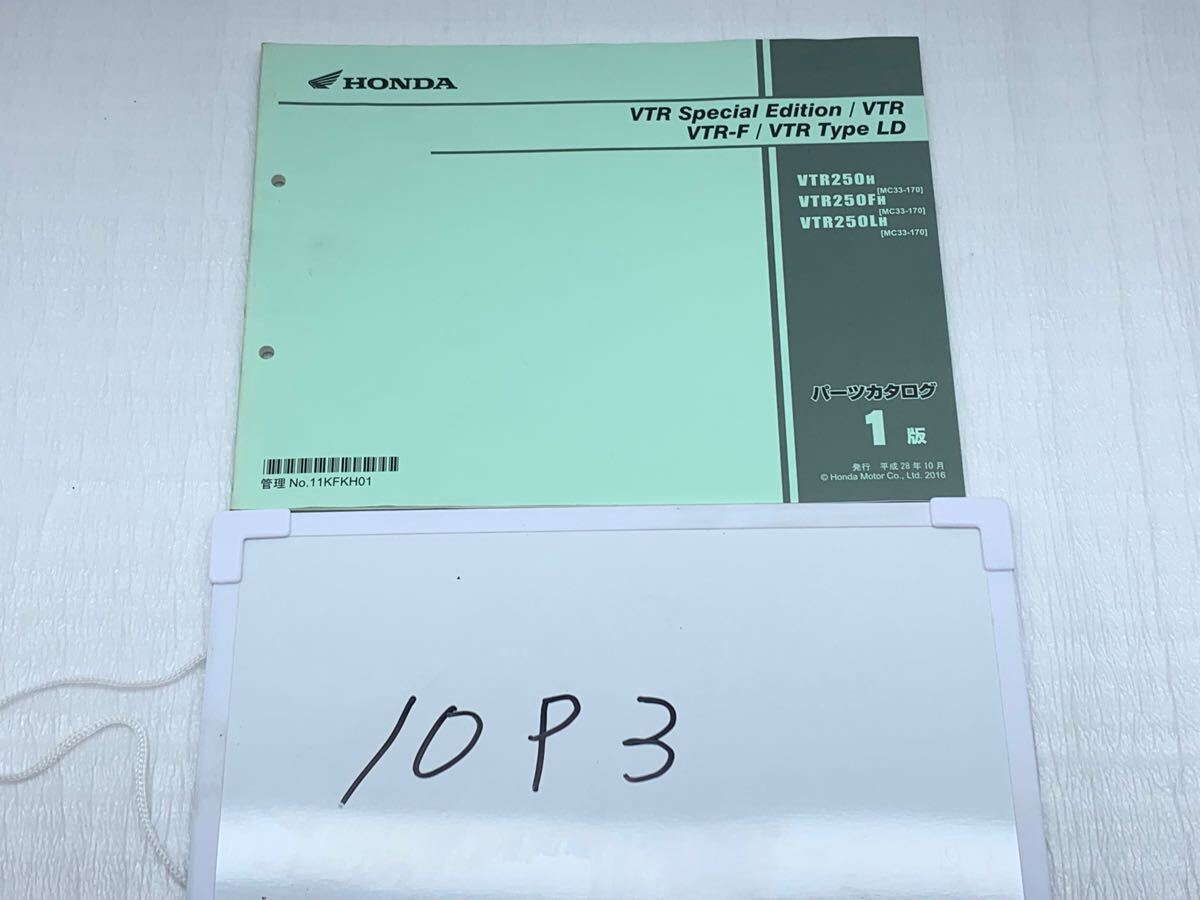 HONDA
VTR Special Edition / VTR
VTR-F / VTR Type LD
VTR250H
[MC33-170]
VTR250FH
[MC33-170]
VTR250LH
[MC33-170]
パーツカタログ
1 版
発行 平成28年10月
© Honda Motor Co., Ltd. 2016
管理 No.11KFKH01
10P3